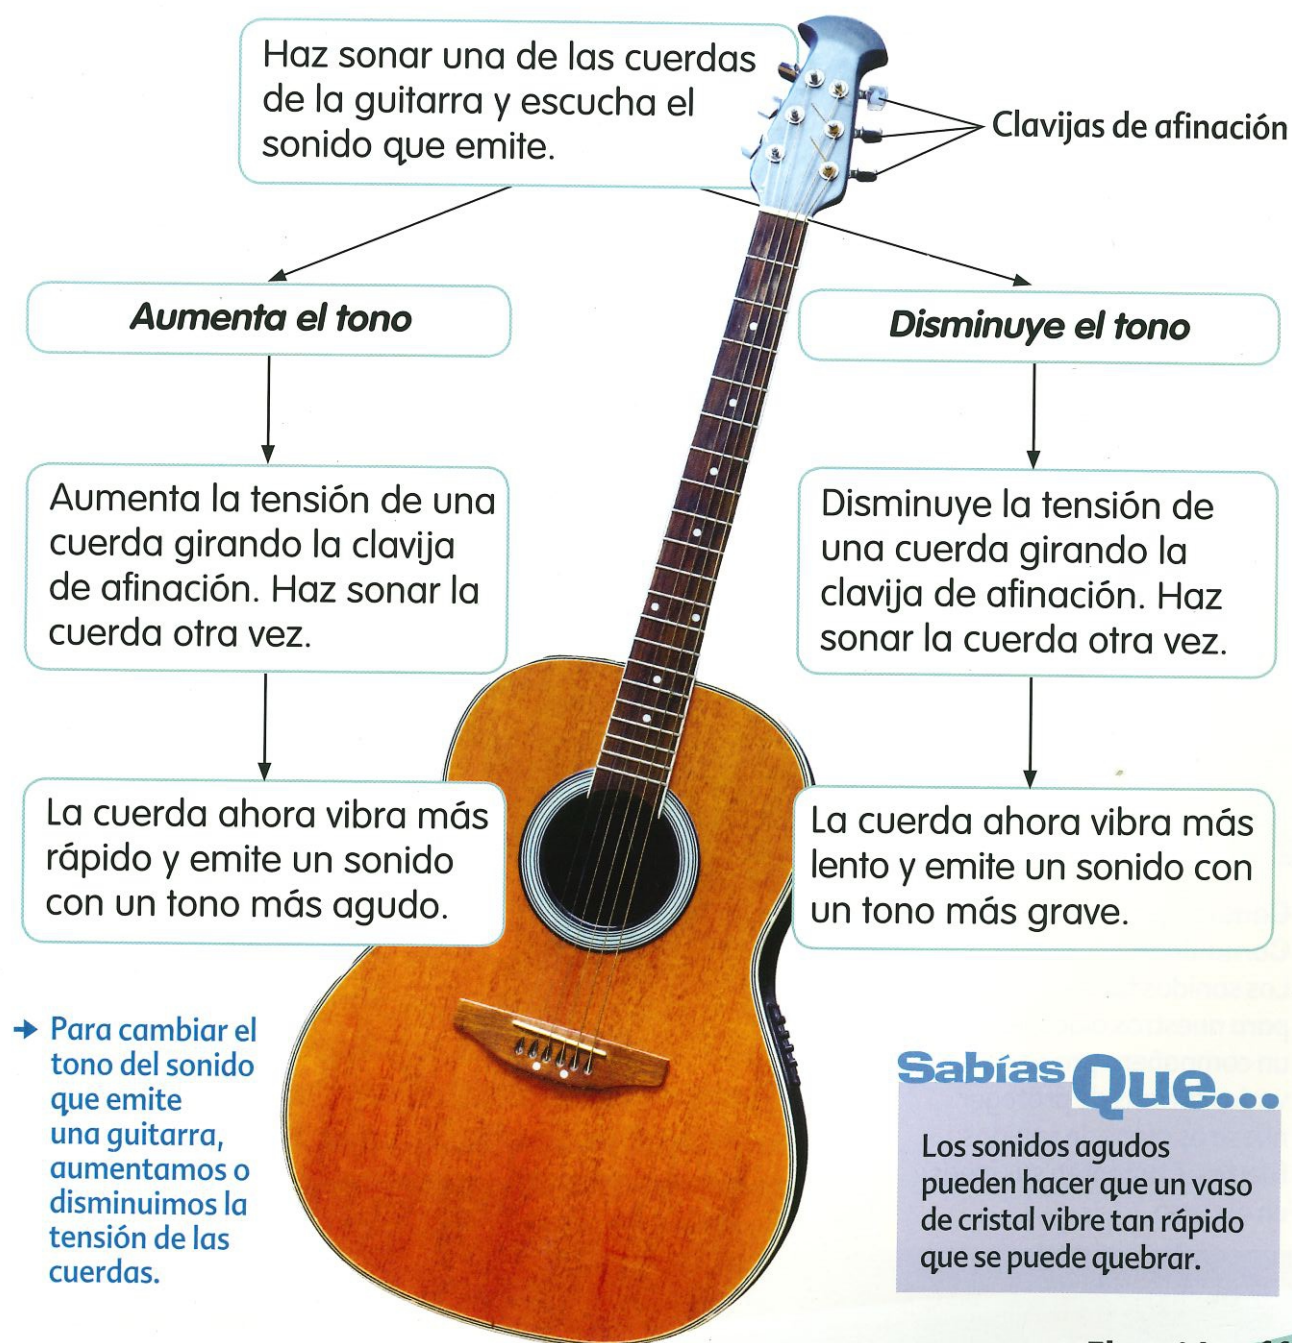 Haz sonar una de las cuerdas
de la guitarra y escucha el
sonido que emite.
Clavijas de afinación
Aumenta el tono
Disminuye el tono
Aumenta la tensión de una
cuerda girando la clavija
de afinación. Haz sonar la
cuerda otra vez.
Disminuye la tensión de
una cuerda girando la
clavija de afinación. Haz
sonar la cuerda otra vez.
La cuerda ahora vibra más
rápido y emite un sonido
con un tono más agudo.
La cuerda ahora vibra más
lento y emite un sonido con
un tono más grave.
Para cambiar el
tono del sonido
que emite
una guitarra,
aumentamos o
disminuimos la
tensión de las
cuerdas.
Sabías Que...
Los sonidos agudos
pueden hacer que un vaso
de cristal vibre tan rápido
que se puede quebrar.